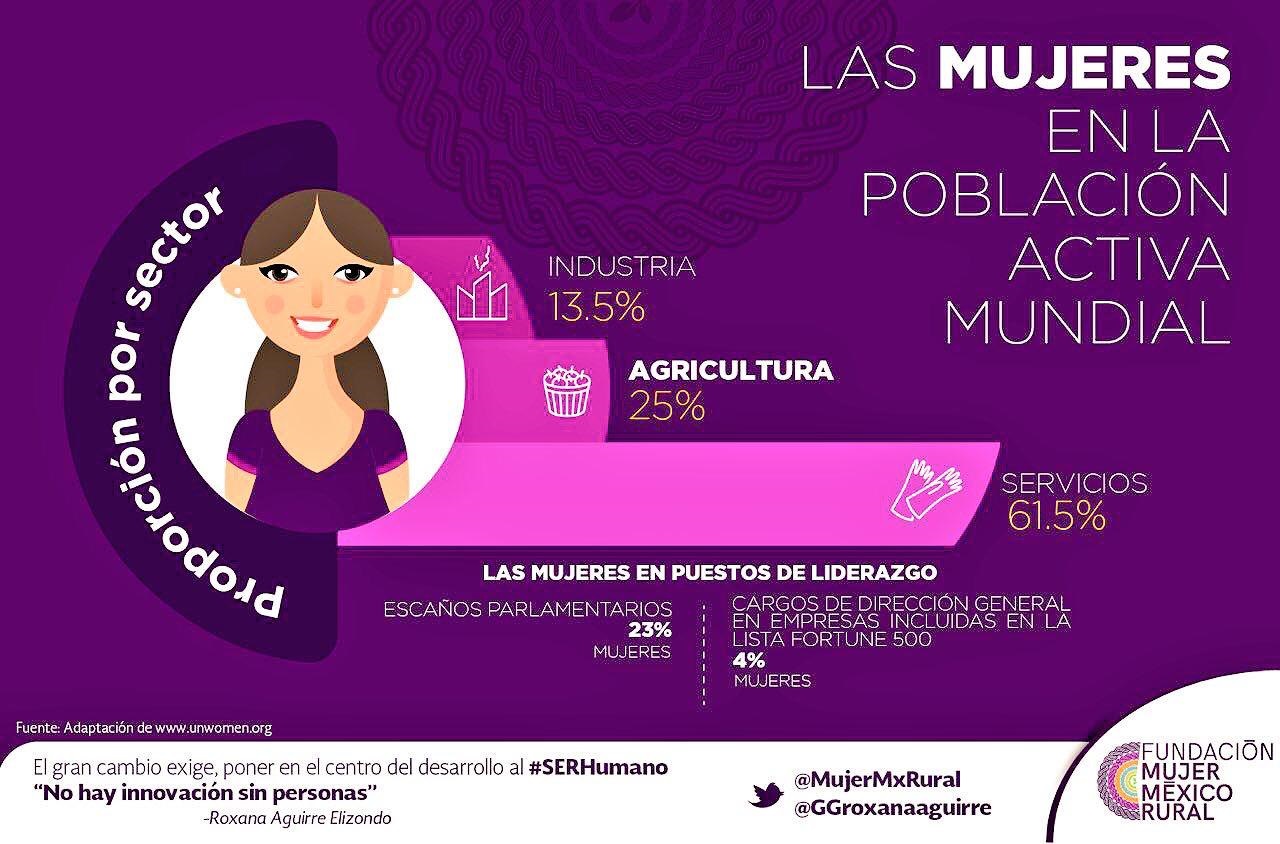 LAS MUJERES
EN LA
POBLACIÓN
ACTIVA
MUNDIAL
Proporción por sector
INDUSTRIA
13.5%
AGRICULTURA
25%
SERVICIOS
61.5%
LAS MUJERES EN PUESTOS DE LIDERAZGO
ESCAÑOS PARLAMENTARIOS
23%
MUJERES
CARGOS DE DIRECCIÓN GENERAL
EN EMPRESAS INCLUIDAS EN LA
LISTA FORTUNE 500
4%
MUJERES
Fuente: Adaptación de www.unwomen.org
El gran cambio exige, poner en el centro del desarrollo al #SERHumano
“No hay innovación sin personas”
-Roxana Aguirre Elizondo
@MujerMxRural
@GGroxanaaguirre
FUNDACIÓN
MUJER
MÉXICO
RURAL